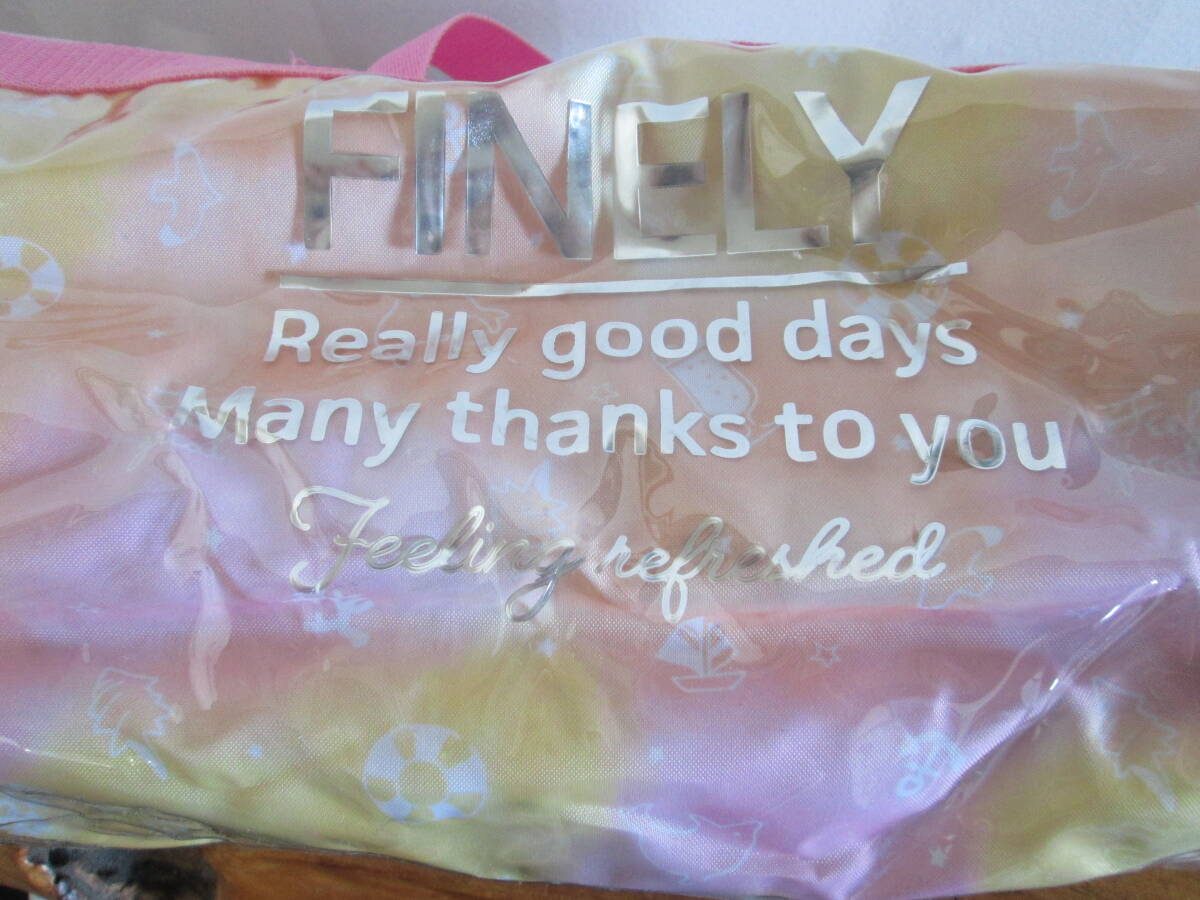 FINELY
Really good days
Many thanks to you
Feeling refreshed